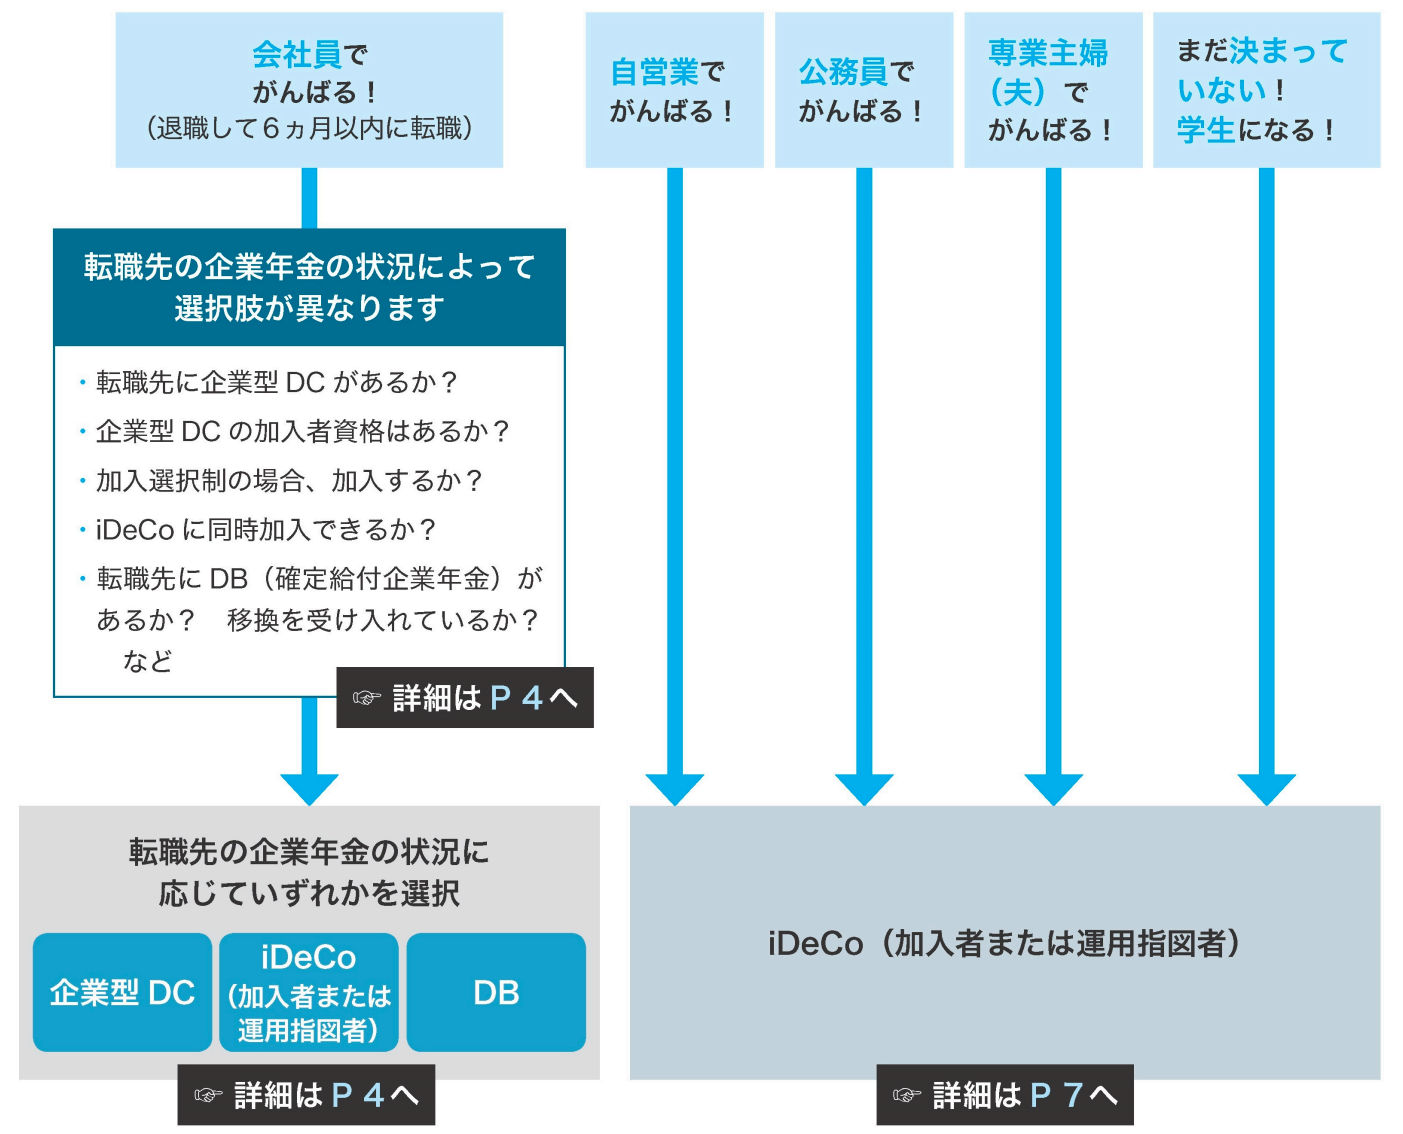 会社員で
がんばる！
（退職して６ヵ月以内に転職）
自営業で
がんばる！
公務員で
がんばる！
専業主婦
（夫）で
がんばる！
まだ決まって
いない！
学生になる！
転職先の企業年金の状況によって
選択肢が異なります
・転職先に企業型 DC があるか？
・企業型 DC の加入者資格はあるか？
・加入選択制の場合、加入するか？
・iDeCo に同時加入できるか？
・転職先に DB（確定給付企業年金）が
あるか？　移換を受け入れているか？
など
☞ 詳細はＰ４へ
転職先の企業年金の状況に
応じていずれかを選択
企業型 DC
iDeCo
（加入者または
運用指図者）
DB
☞ 詳細はＰ４へ
iDeCo（加入者または運用指図者）
☞ 詳細はＰ７へ